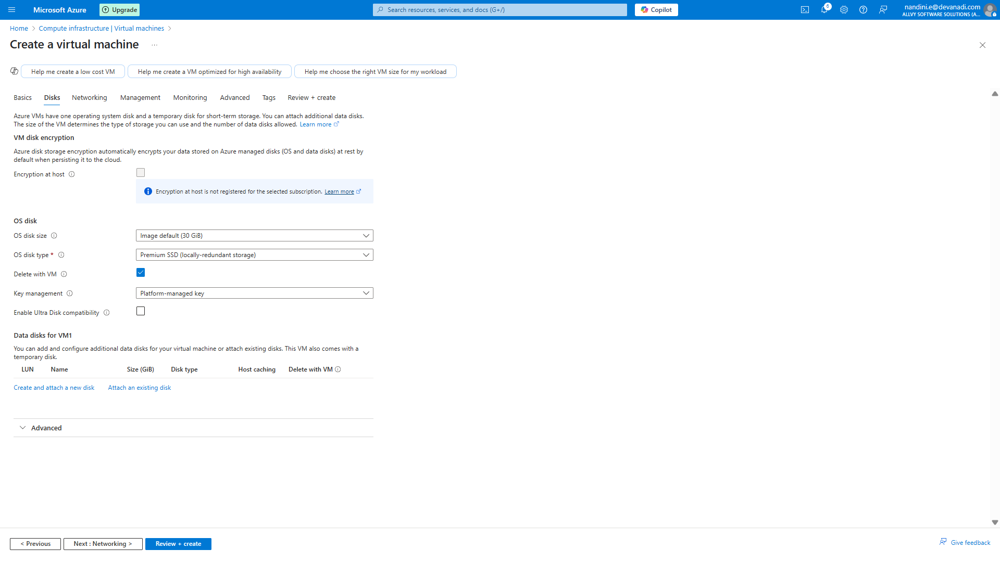 Microsoft Azure
Upgrade
Search resources, services, and docs (G+/)
Copilot
6
nandini.e@devanadi.com
ALLVY SOFTWARE SOLUTIONS (A...
Home > Compute infrastructure | Virtual machines >
Create a virtual machine ...
Help me create a low cost VM
Help me create a VM optimized for high availability
Help me choose the right VM size for my workload
Basics Disks Networking Management Monitoring Advanced Tags Review + create
Azure VMs have one operating system disk and a temporary disk for short-term storage. You can attach additional data disks.
The size of the VM determines the type of storage you can use and the number of data disks allowed. Learn more
VM disk encryption
Azure disk storage encryption automatically encrypts your data stored on Azure managed disks (OS and data disks) at rest by
default when persisting it to the cloud.
Encryption at host
Encryption at host is not registered for the selected subscription. Learn more
OS disk
OS disk size Image default (30 GiB)
OS disk type * Premium SSD (locally-redundant storage)
Delete with VM
Key management Platform-managed key
Enable Ultra Disk compatibility
Data disks for VM1
You can add and configure additional data disks for your virtual machine or attach existing disks. This VM also comes with a
temporary disk.
LUN Name Size (GiB) Disk type Host caching Delete with VM
Create and attach a new disk Attach an existing disk
Advanced
< Previous Next : Networking > Review + create
Give feedback